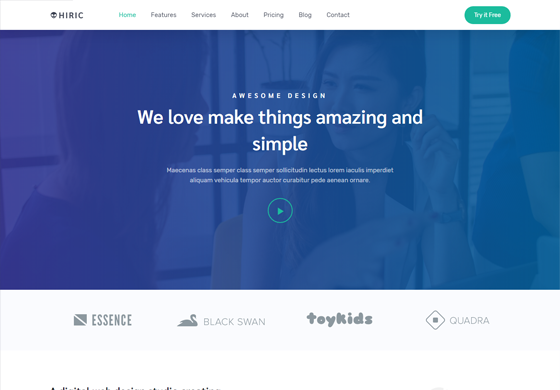 HIRIC
Home Features Services About Pricing Blog Contact
Try it Free
AWESOME DESIGN
We love make things amazing and
simple
Maecenas class semper class semper sollicitudin lectus lorem iaculis imperdiet
aliquam vehicula tempor auctor curabitur pede aenean ornare.
ESSENCE
BLACK SWAN
toykids
QUADRA